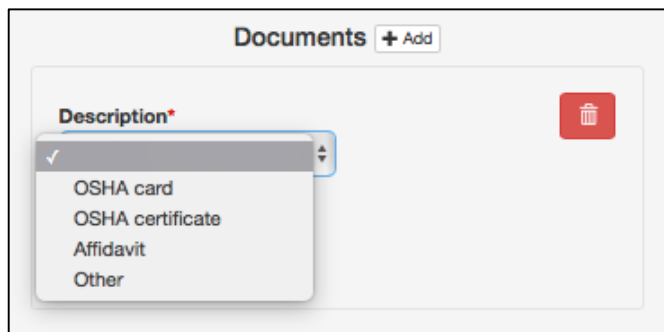 Documents + Add
Description*
✓
OSHA card
OSHA certificate
Affidavit
Other